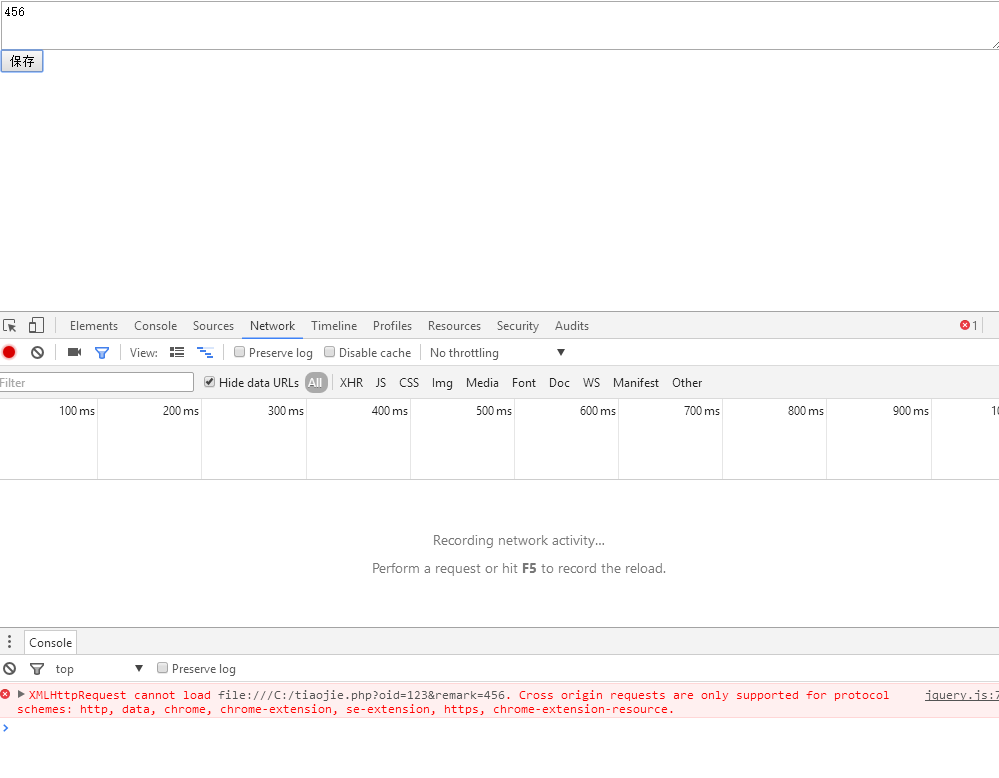 456
保存
Elements Console Sources Network Timeline Profiles Resources Security Audits 1
View: Preserve log Disable cache No throttling ▼
Filter Hide data URLs All XHR JS CSS Img Media Font Doc WS Manifest Other
100 ms 200 ms 300 ms 400 ms 500 ms 600 ms 700 ms 800 ms 900 ms
Recording network activity...
Perform a request or hit F5 to record the reload.
Console
top ▼ Preserve log
XMLHttpRequest cannot load file:///C:/tiaojie.php?oid=123&remark=456. Cross origin requests are only supported for protocol jquery.js:7
schemes: http, data, chrome, chrome-extension, se-extension, https, chrome-extension-resource.